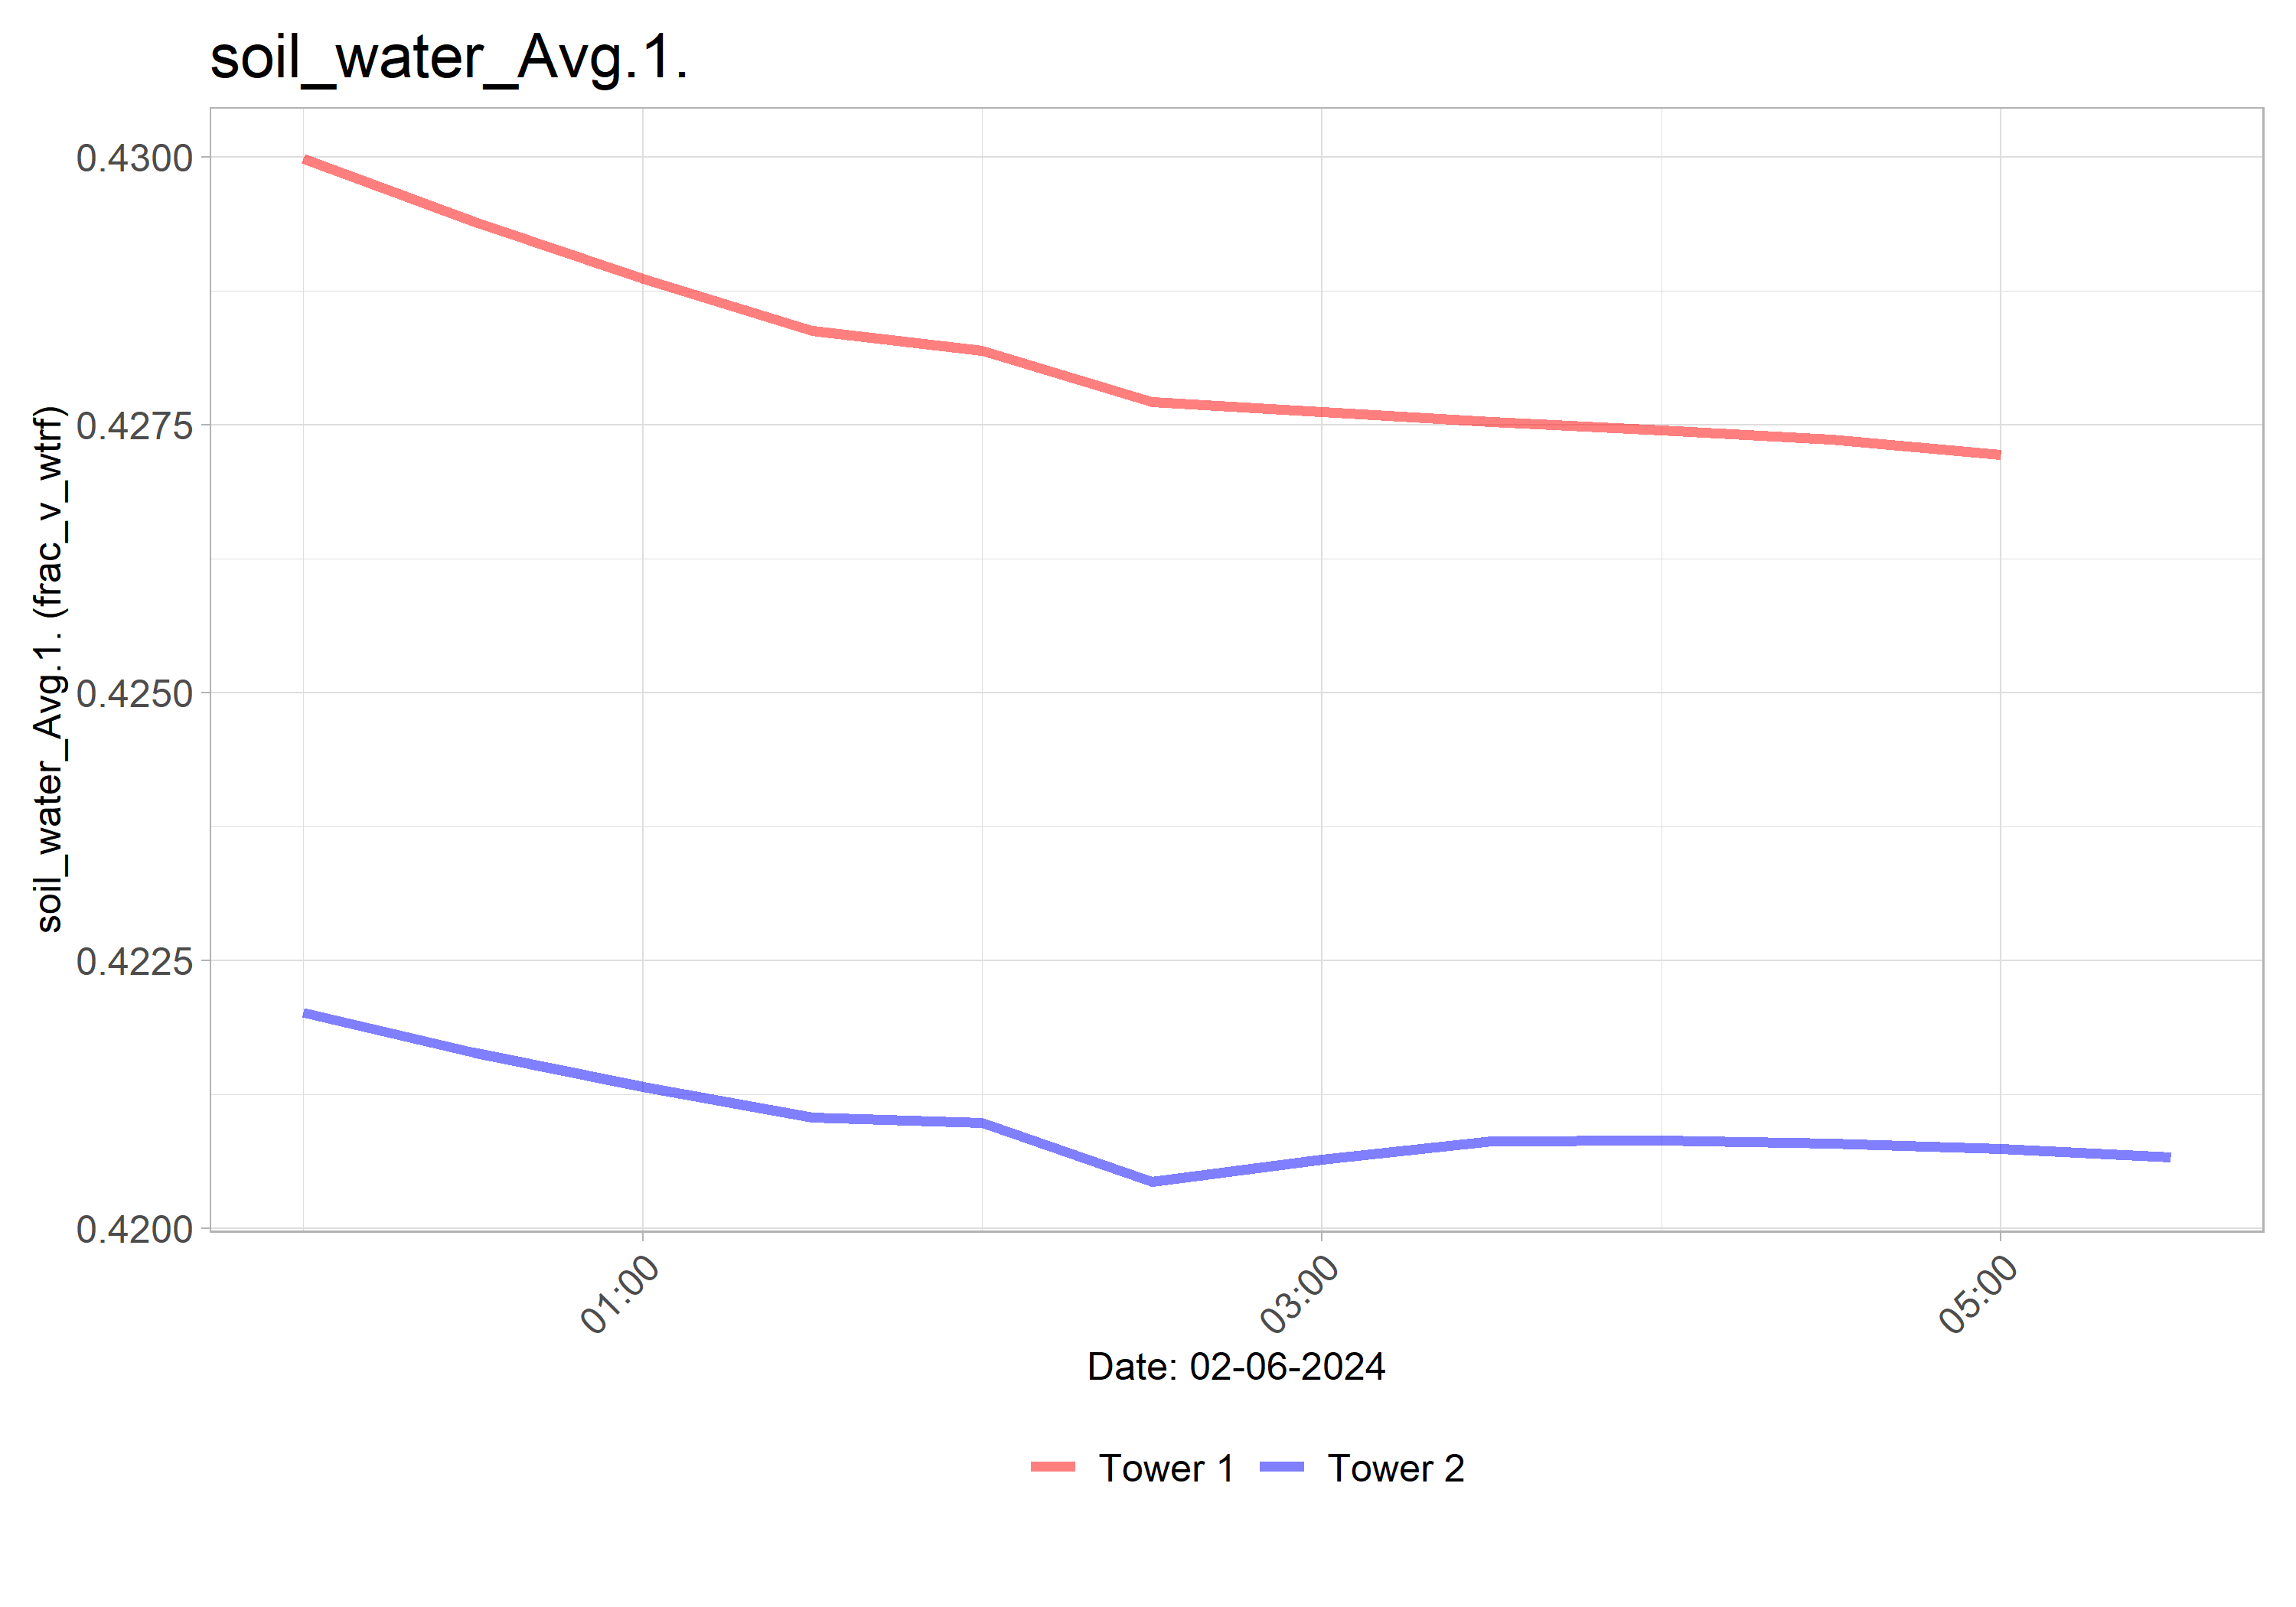 soil_water_Avg.1.
soil_water_Avg.1. (frac_v_wtrf)
0.4300
0.4275
0.4250
0.4225
0.4200
01:00
03:00
05:00
Date: 02-06-2024
Tower 1
Tower 2